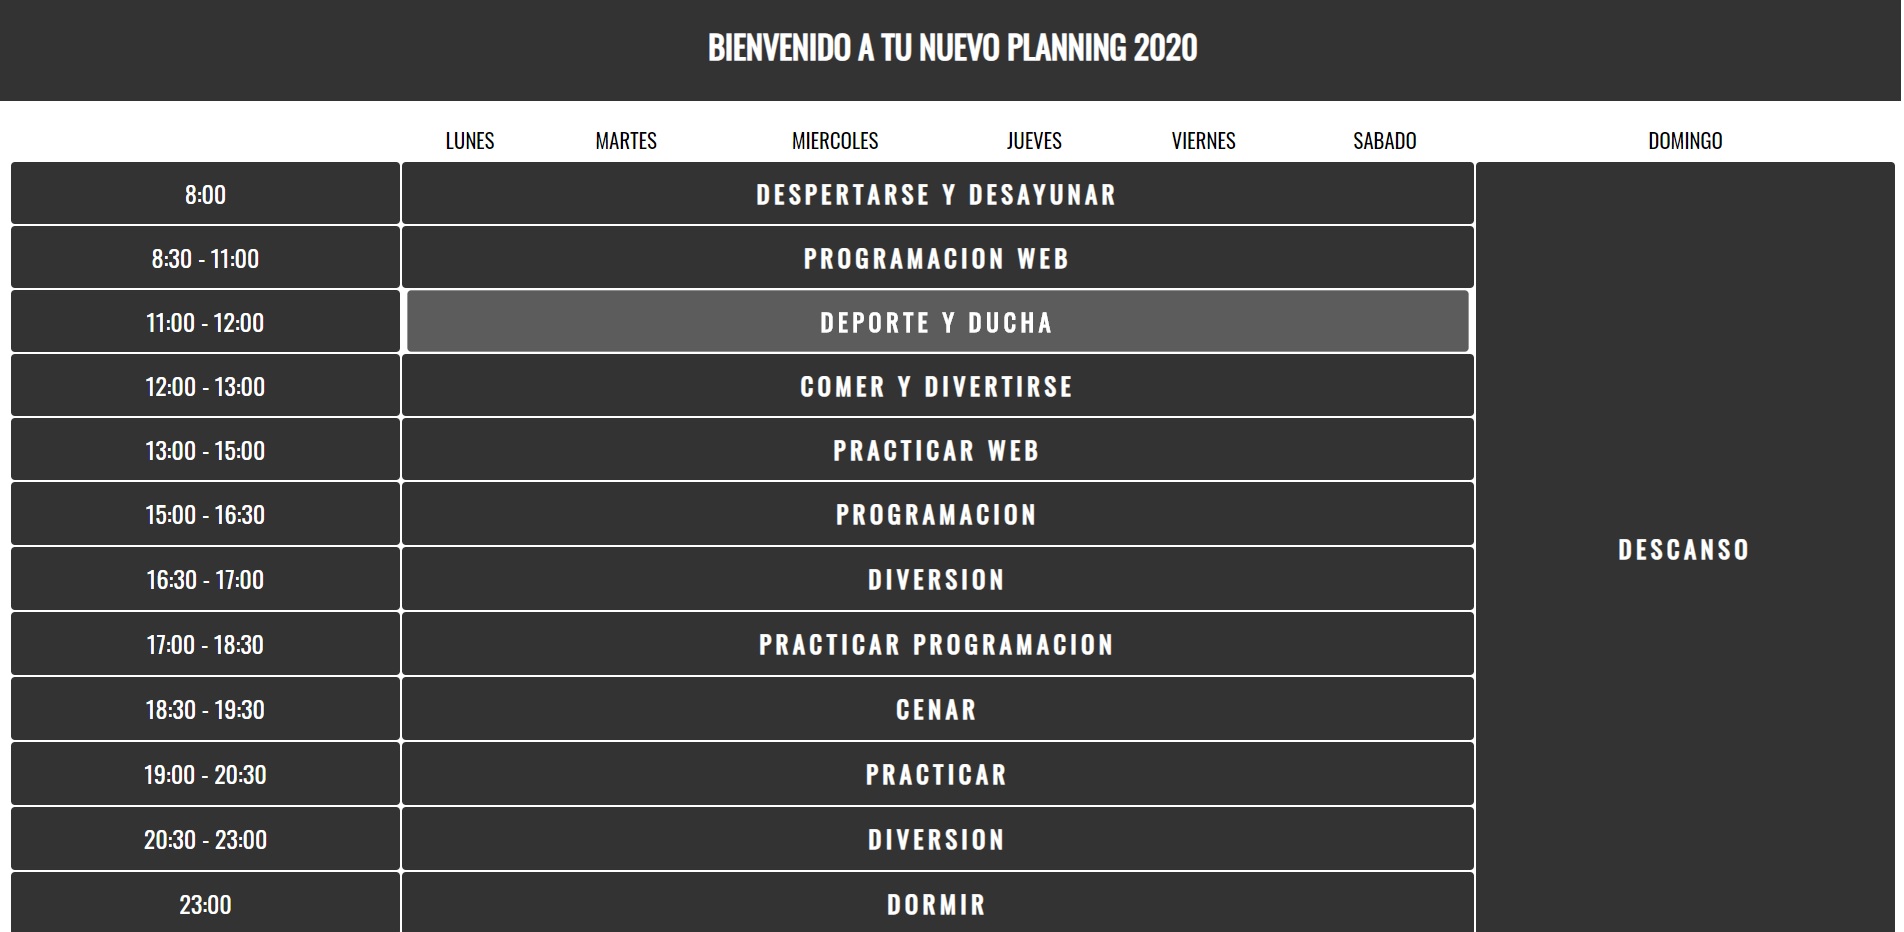 BIENVENIDO A TU NUEVO PLANNING 2020
LUNES MARTES MIERCOLES JUEVES VIERNES SABADO DOMINGO
8:00 DESPERTARSE Y DESAYUNAR
8:30 - 11:00 PROGRAMACION WEB
11:00 - 12:00 DEPORTE Y DUCHA
12:00 - 13:00 COMER Y DIVERTIRSE
13:00 - 15:00 PRACTICAR WEB
15:00 - 16:30 PROGRAMACION
DESCANSO
16:30 - 17:00 DIVERSION
17:00 - 18:30 PRACTICAR PROGRAMACION
18:30 - 19:30 CENAR
19:00 - 20:30 PRACTICAR
20:30 - 23:00 DIVERSION
23:00 DORMIR